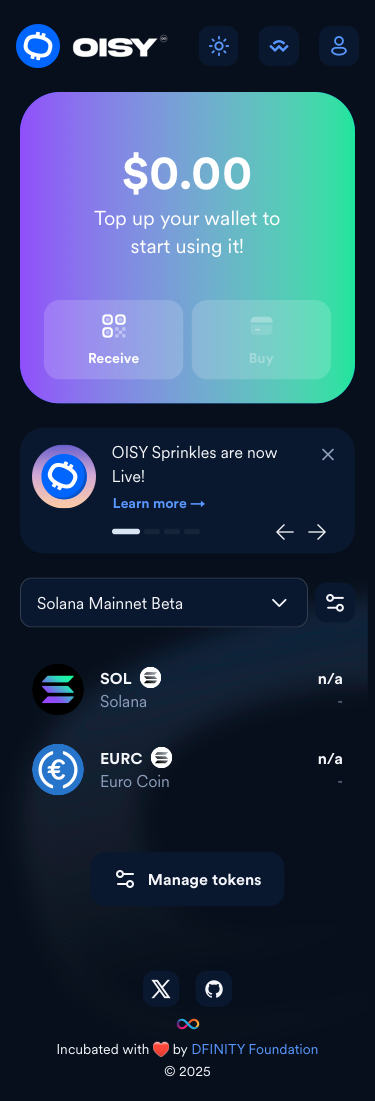 OISY
$0.00
Top up your wallet to
start using it!
Receive
Buy
OISY Sprinkles are now
Live!
Learn more →
Solana Mainnet Beta
SOL
n/a
Solana
-
EURC
n/a
Euro Coin
-
Manage tokens
Incubated with ❤️ by DFINITY Foundation
© 2025